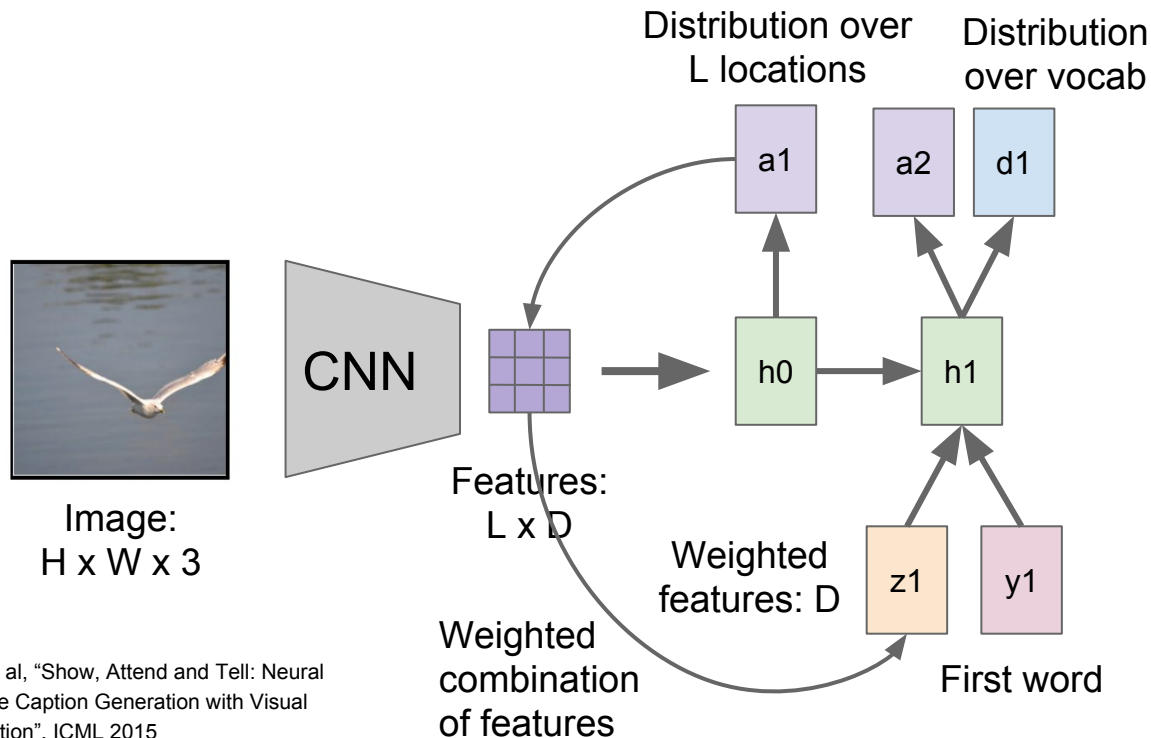 Distribution over
L locations
Distribution
over vocab
a1
a2
d1
CNN
h0
h1
Features:
L x D
Image:
H x W x 3
Weighted
features: D
z1
y1
Weighted
combination
of features
First word
al, “Show, Attend and Tell: Neural
e Caption Generation with Visual
tion”, ICML 2015